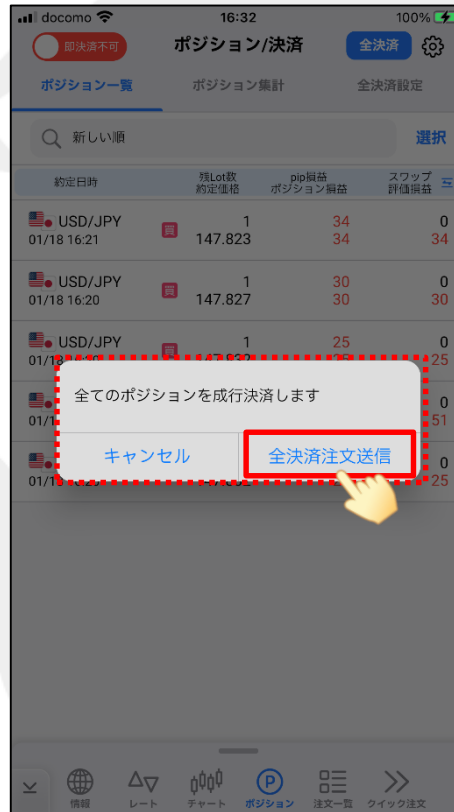 docomo 16:32 100%
即決済不可 ポジション/決済 全決済
ポジション一覧 ポジション集計 全決済設定
新しい順 選択
約定日時 残Lot数 pip損益 スワップ
約定価格 ポジション損益 評価損益
USD/JPY 買 1 34 0
01/18 16:21 147.823 34 34
USD/JPY 買 1 30 0
01/18 16:20 147.827 30 30
USD/JPY 買 1 25 0
01/18 25
全てのポジションを成行決済します
0
51
キャンセル 全決済注文送信
0
25
P
情報 レート チャート ポジション 注文一覧 クイック注文